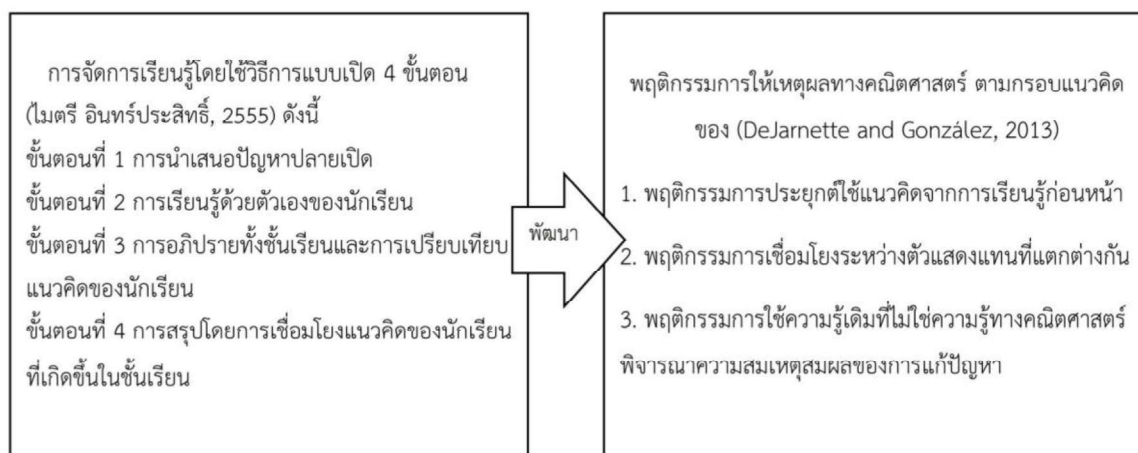 การจัดการเรียนรู้โดยใช้วิธีการแบบเปิด 4 ขั้นตอน
(ไมตรี อินทร์ประสิทธิ์, 2555) ดังนี้
ขั้นตอนที่ 1 การนำเสนอปัญหาปลายเปิด
ขั้นตอนที่ 2 การเรียนรู้ด้วยตัวเองของนักเรียน
ขั้นตอนที่ 3 การอภิปรายทั้งชั้นเรียนและการเปรียบเทียบ
แนวคิดของนักเรียน
ขั้นตอนที่ 4 การสรุปโดยการเชื่อมโยงแนวคิดของนักเรียน
ที่เกิดขึ้นในชั้นเรียน
พัฒนา
พฤติกรรมการให้เหตุผลทางคณิตศาสตร์ ตามกรอบแนวคิด
ของ (DeJarnette and González, 2013)
1. พฤติกรรมการประยุกต์ใช้แนวคิดจากการเรียนรู้ก่อนหน้า
2. พฤติกรรมการเชื่อมโยงระหว่างตัวแสดงแทนที่แตกต่างกัน
3. พฤติกรรมการใช้ความรู้เดิมที่ไม่ใช่ความรู้ทางคณิตศาสตร์
พิจารณาความสมเหตุสมผลของการแก้ปัญหา